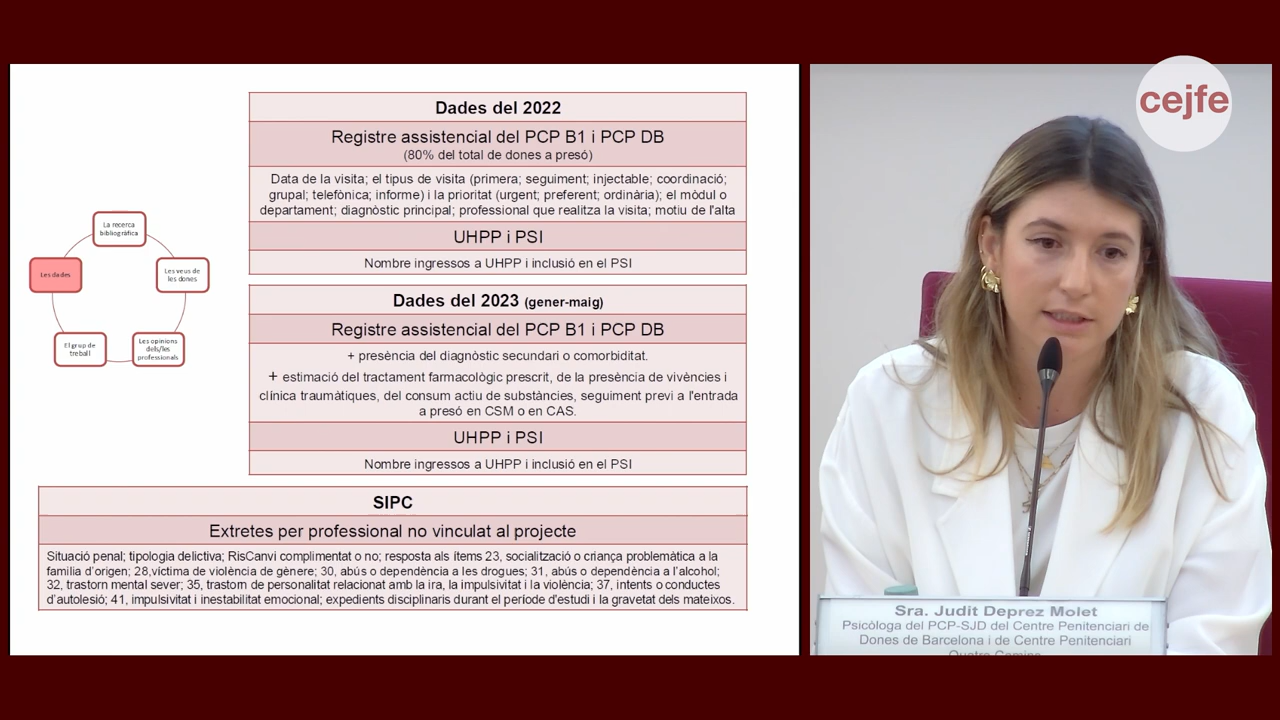 cejfe
Dades del 2022
Registre assistencial del PCP B1 i PCP DB
(80% del total de dones a presó)
Data de la visita; el tipus de visita (primera; seguiment; injectable; coordinació;
grupal; telefònica; informe) i la prioritat (urgent; preferent; ordinària); el mòdul o
departament; diagnòstic principal; professional que realitza la visita; motiu de l'alta
UHPP i PSI
Nombre ingressos a UHPP i inclusió en el PSI
La recerca
bibliogràfica
Les dades
Les veus de
les dones
El grup de
treball
Les opinions
dels/les
professionals
Dades del 2023 (gener-maig)
Registre assistencial del PCP B1 i PCP DB
+ presència del diagnòstic secundari o comorbiditat.
+ estimació del tractament farmacològic prescrit, de la presència de vivències i
clínica traumàtiques, del consum actiu de substàncies, seguiment previ a l'entrada
a presó en CSM o en CAS.
UHPP i PSI
Nombre ingressos a UHPP i inclusió en el PSI
SIPC
Extretes per professional no vinculat al projecte
Situació penal; tipologia delictiva; RisCanvi complimentat o no; resposta als ítems 23, socialització o criança problemàtica a la
família d'origen; 28,víctima de violència de gènere; 30, abús o dependència a les drogues; 31, abús o dependència a l'alcohol;
32, trastorn mental sever; 35, trastorn de personalitat relacionat amb la ira, la impulsivitat i la violència; 37, intents o conductes
d'autolesió; 41, impulsivitat i inestabilitat emocional; expedients disciplinaris durant el període d'estudi i la gravetat dels mateixos.
Sra. Judit Deprez Molet
Psicòloga del PCP-SJD del Centre Penitenciari de
Dones de Barcelona i de Centre Penitenciari
Quatre Camins